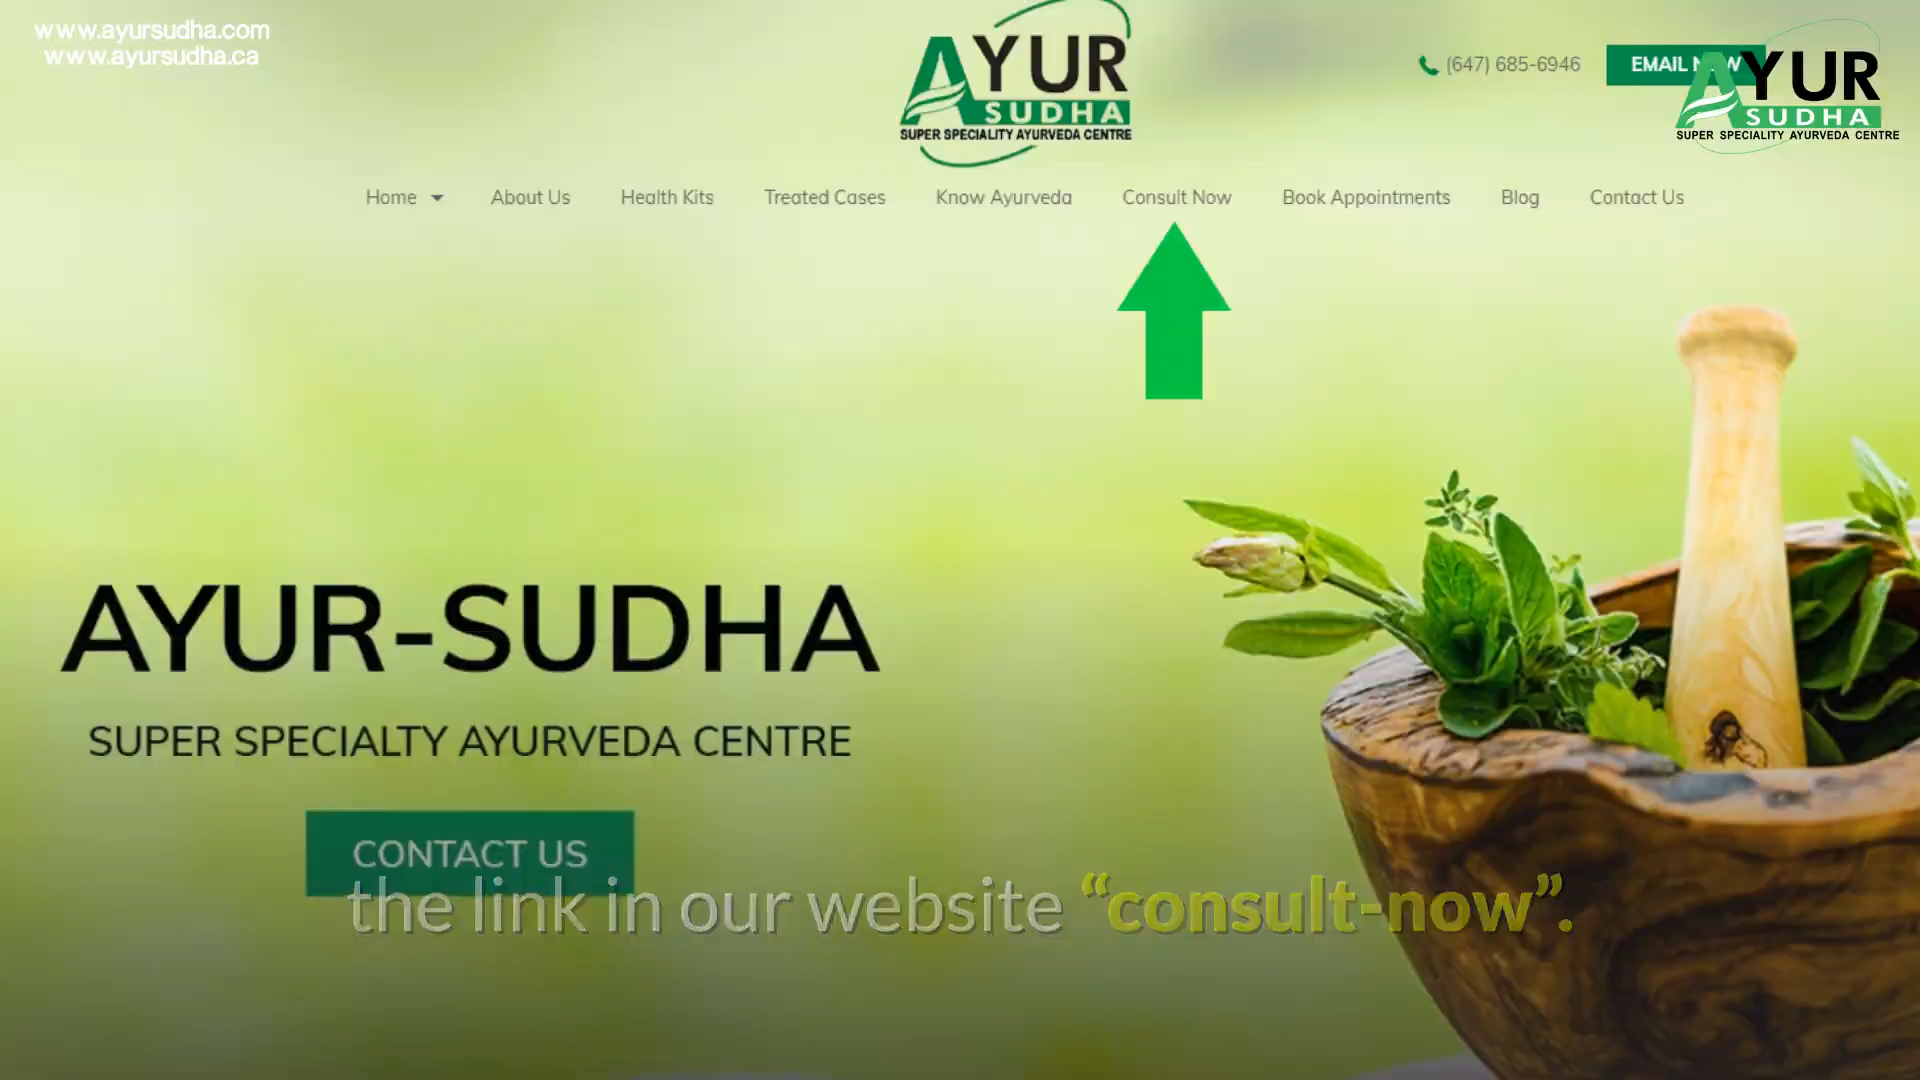 www.ayursudha.com
www.ayursudha.ca
AYUR
SUDHA
SUPER SPECIALITY AYURVEDA CENTRE
(647) 685-6946
EMAIL NOW
AYUR
SUDHA
SUPER SPECIALITY AYURVEDA CENTRE
Home About Us Health Kits Treated Cases Know Ayurveda Consult Now Book Appointments Blog Contact Us
AYUR-SUDHA
SUPER SPECIALTY AYURVEDA CENTRE
CONTACT US
the link in our website “consult-now”.